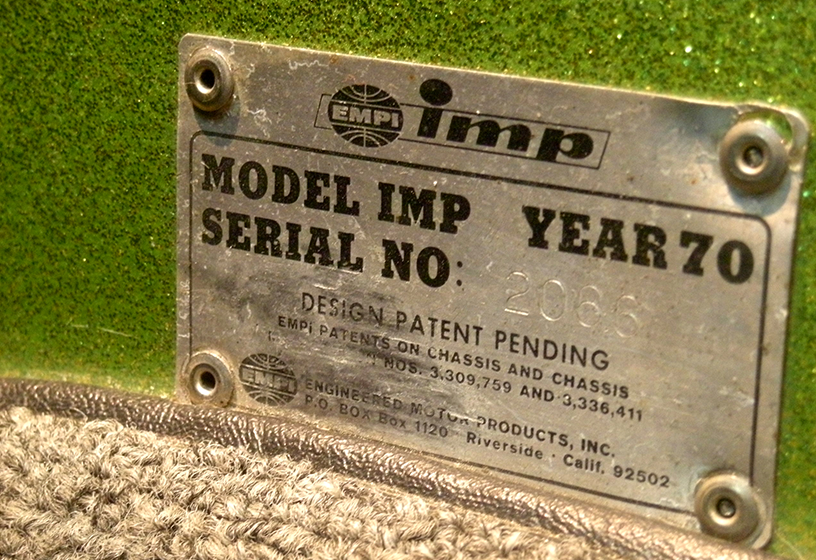 EMPI imp
MODEL IMP YEAR 70
SERIAL NO: 2066
DESIGN PATENT PENDING
EMPI PATENTS ON CHASSIS AND CHASSIS
NOS. 3,309,759 AND 3,336,411
EMPI ENGINEERED MOTOR PRODUCTS, INC.
P.O. BOX Box 1120 Riverside · Calif. 92502